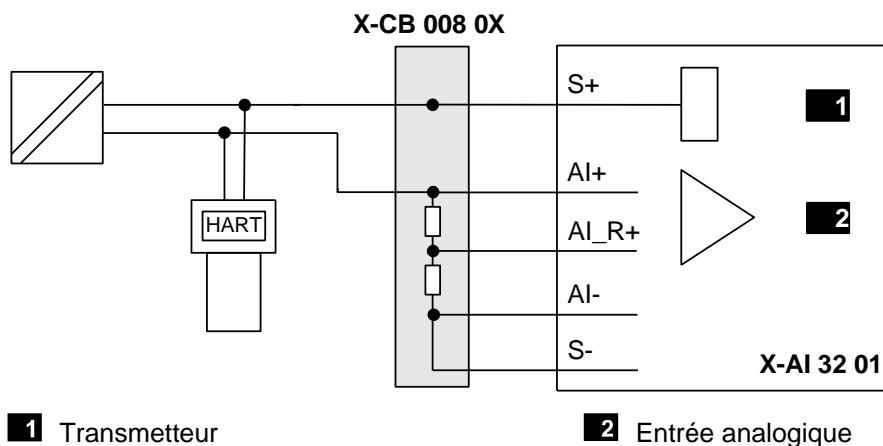 X-CB 008 0X
S+
1
AI+
HART
AI_R+
2
AI-
S-
X-AI 32 01
1 Transmetteur
2 Entrée analogique